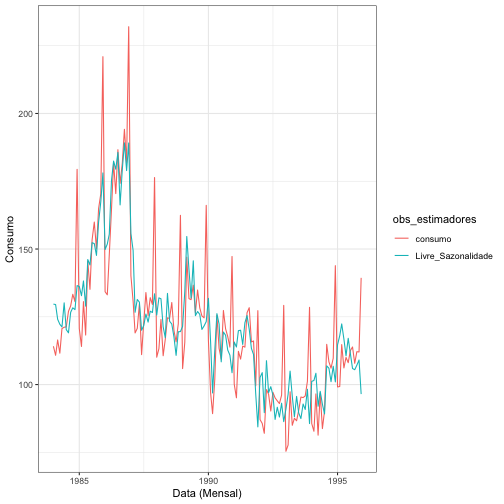 200
150
100
Consumo
1985
1990
1995
Data (Mensal)
obs_estimadores
consumo
Livre_Sazonalidade